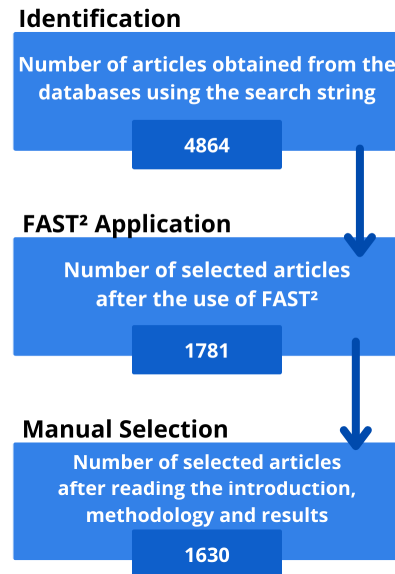 Identification
Number of articles obtained from the
databases using the search string
4864
FAST² Application
Number of selected articles
after the use of FAST²
1781
Manual Selection
Number of selected articles
after reading the introduction,
methodology and results
1630